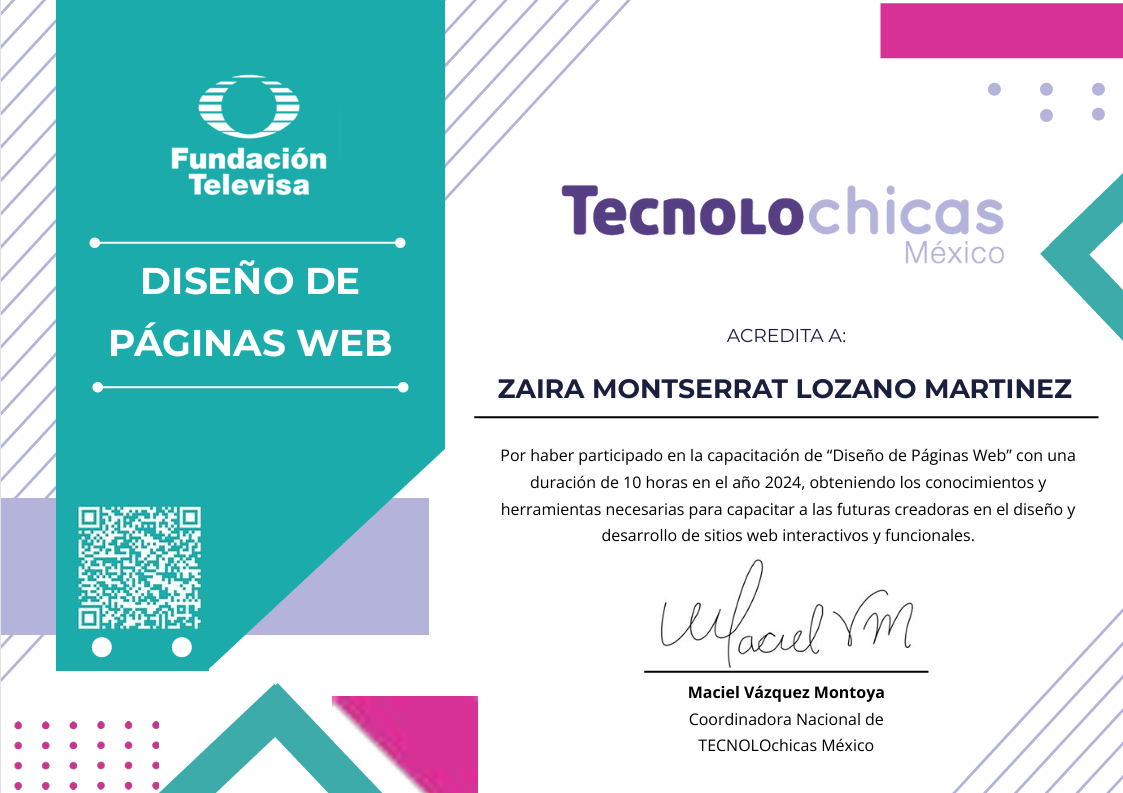 Fundación
Televisa
DISEÑO DE
PÁGINAS WEB
Tecnolochicas
México
ACREDITA A:
ZAIRA MONTSERRAT LOZANO MARTINEZ
Por haber participado en la capacitación de “Diseño de Páginas Web” con una
duración de 10 horas en el año 2024, obteniendo los conocimientos y
herramientas necesarias para capacitar a las futuras creadoras en el diseño y
desarrollo de sitios web interactivos y funcionales.
Maciel VM
Maciel Vázquez Montoya
Coordinadora Nacional de
TECNOLOchicas México